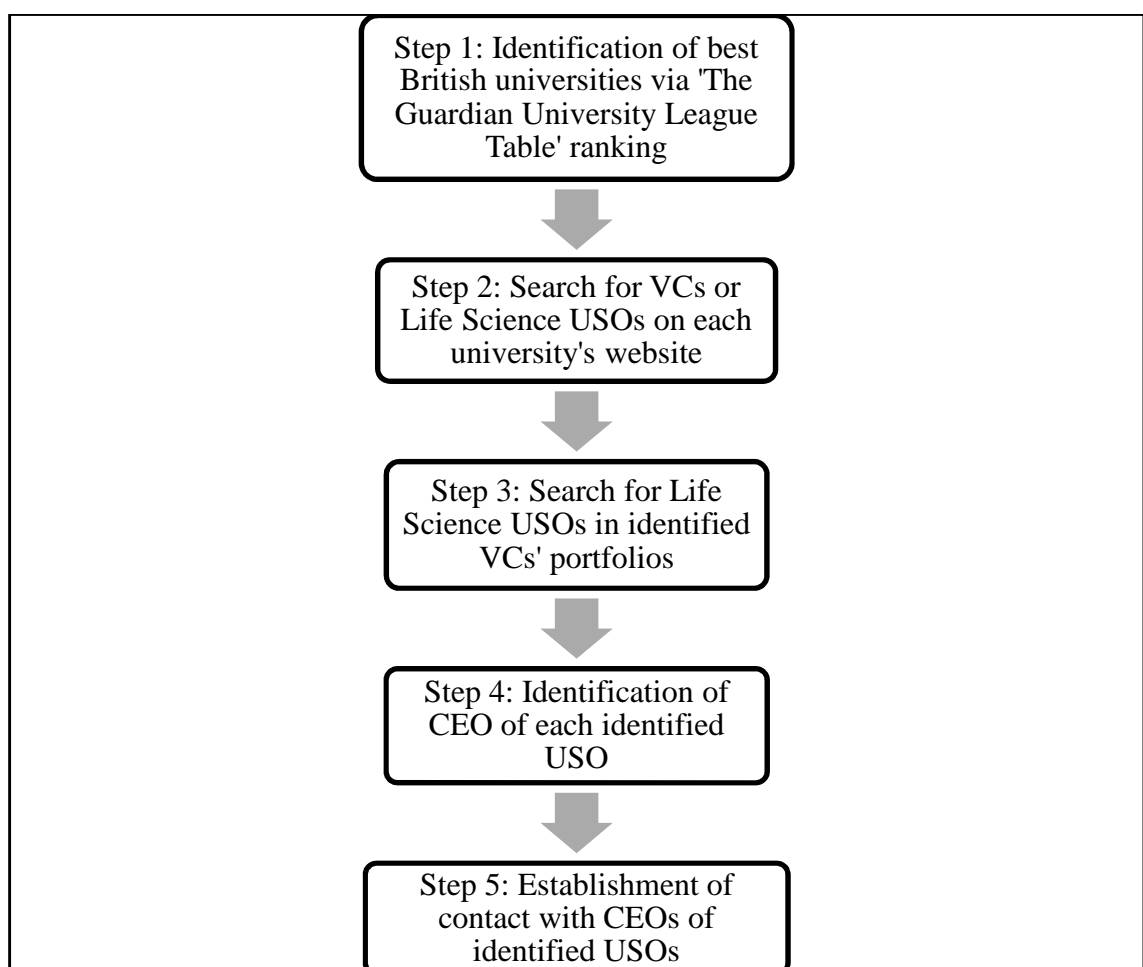 Step 1: Identification of best
British universities via 'The
Guardian University League
Table' ranking
Step 2: Search for VCs or
Life Science USOs on each
university's website
Step 3: Search for Life
Science USOs in identified
VCs' portfolios
Step 4: Identification of
CEO of each identified
USO
Step 5: Establishment of
contact with CEOs of
identified USOs